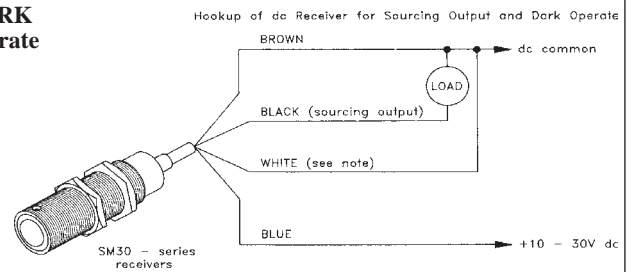 RK
rate
Hookup of dc Receiver for Sourcing Output and Dark Operate
BROWN
dc common
LOAD
BLACK (sourcing output)
WHITE (see note)
BLUE
+10 - 30V dc
SM30 - series
receivers